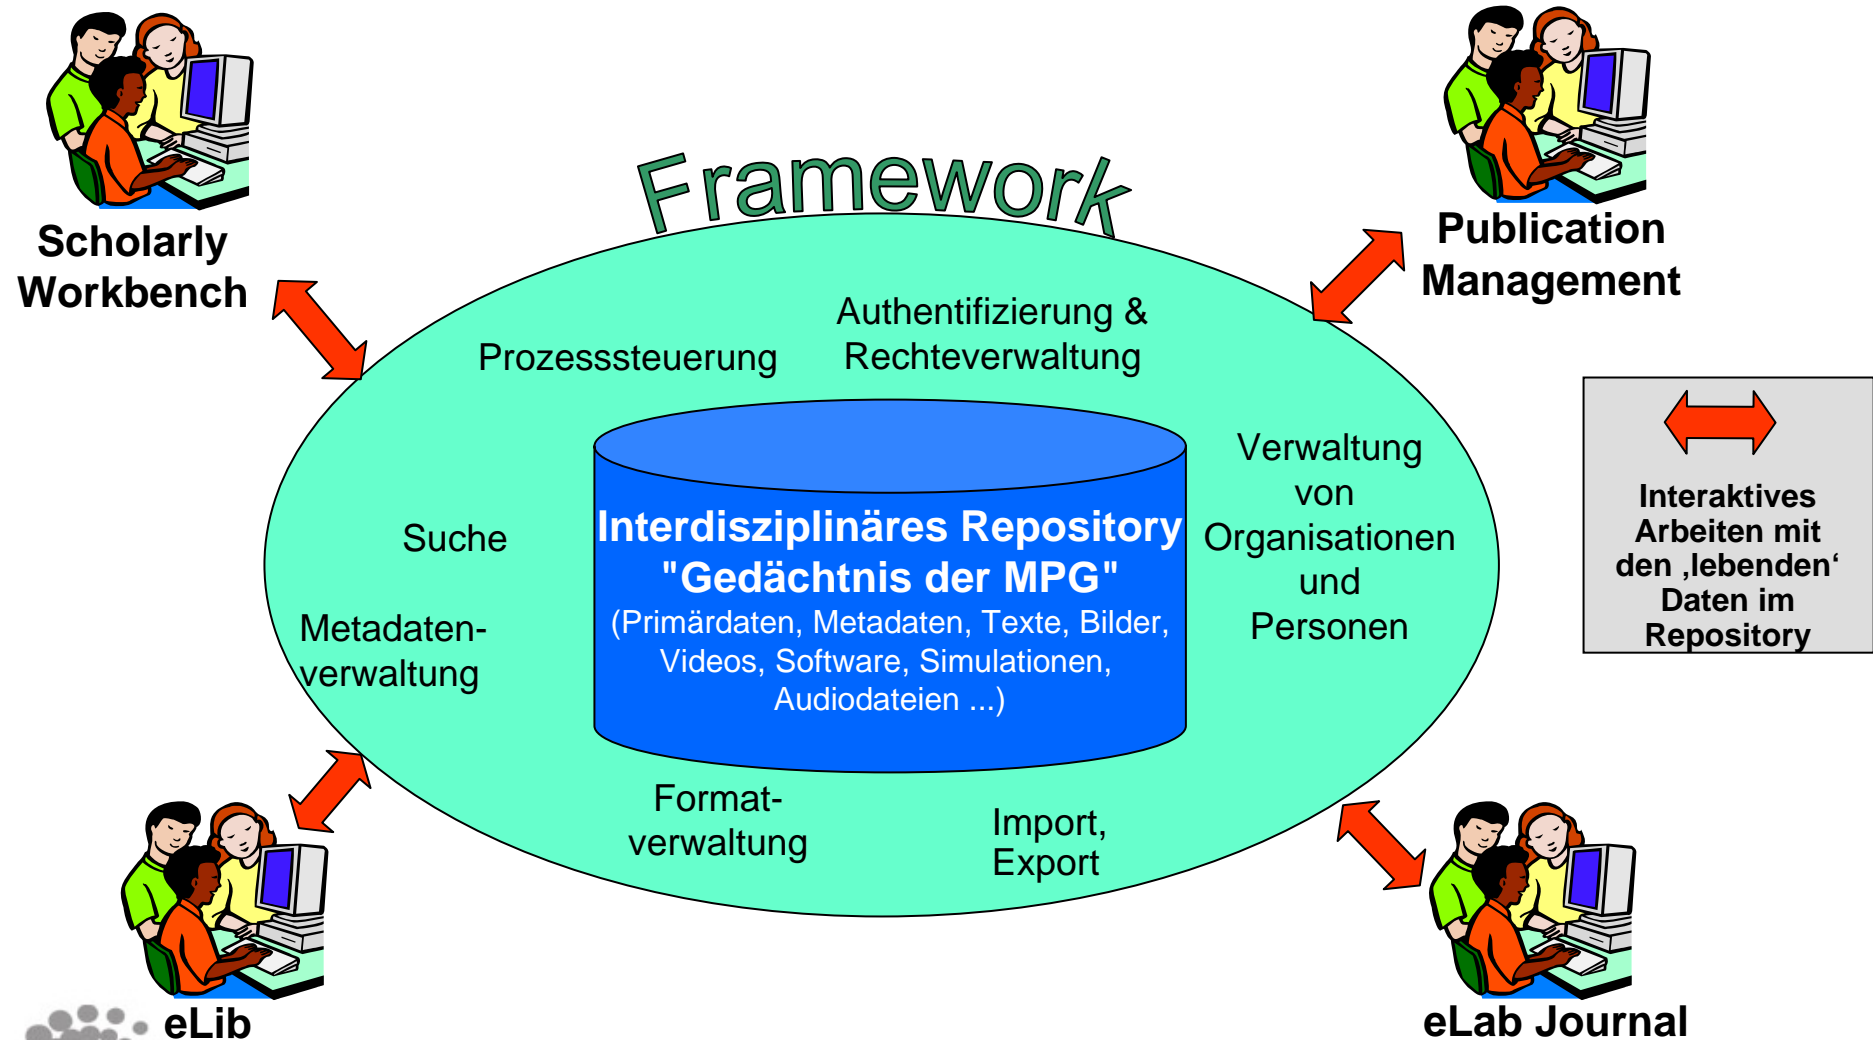 Framework
Scholarly
Workbench
Publication
Management
Authentifizierung &
Rechteverwaltung
Prozesssteuerung
Verwaltung
von
Organisationen
und
Personen
Suche
Metadaten-
verwaltung
Interdisziplinäres Repository
"Gedächtnis der MPG"
(Primärdaten, Metadaten, Texte, Bilder,
Videos, Software, Simulationen,
Audiodateien ...)
Format-
verwaltung
Import,
Export
Interaktives
Arbeiten mit
den ‚lebenden‘
Daten im
Repository
eLib
eLab Journal